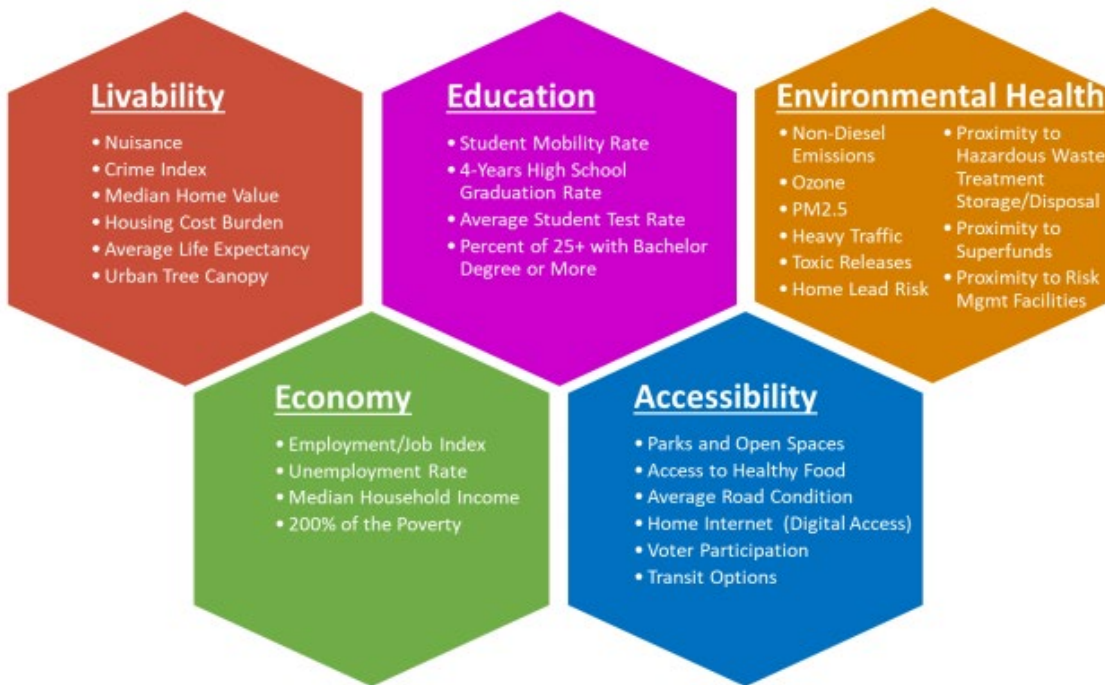 Livability
• Nuisance
• Crime Index
• Median Home Value
• Housing Cost Burden
• Average Life Expectancy
• Urban Tree Canopy
Education
• Student Mobility Rate
• 4-Years High School
Graduation Rate
• Average Student Test Rate
• Percent of 25+ with Bachelor
Degree or More
Environmental Health
• Non-Diesel
Emissions
• Ozone
• PM2.5
• Heavy Traffic
• Toxic Releases
• Home Lead Risk
• Proximity to
Hazardous Waste
Treatment
Storage/Disposal
• Proximity to
Superfunds
• Proximity to Risk
Mgmt Facilities
Economy
• Employment/Job Index
• Unemployment Rate
• Median Household Income
• 200% of the Poverty
Accessibility
• Parks and Open Spaces
• Access to Healthy Food
• Average Road Condition
• Home Internet (Digital Access)
• Voter Participation
• Transit Options